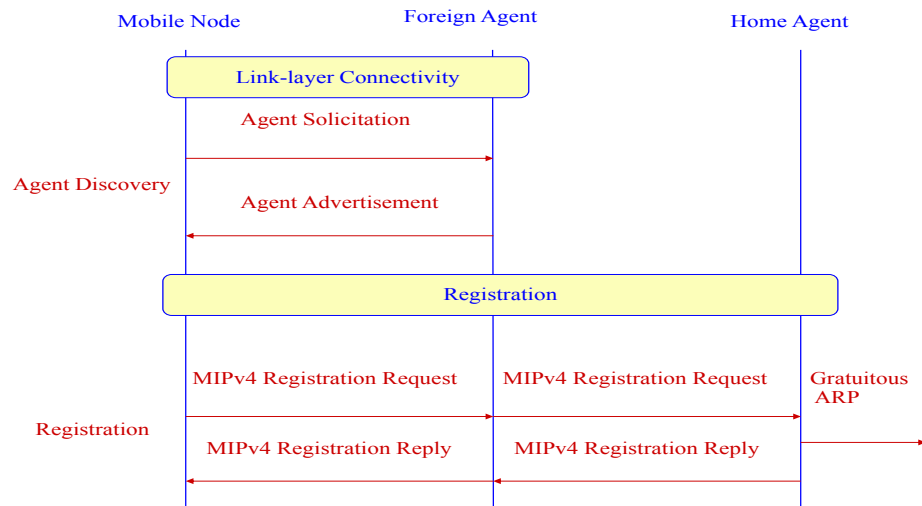 Mobile Node
Foreign Agent
Home Agent
Link-layer Connectivity
Agent Solicitation
Agent Discovery
Agent Advertisement
Registration
MIPv4 Registration Request
MIPv4 Registration Request
Gratuitous
ARP
Registration
MIPv4 Registration Reply
MIPv4 Registration Reply